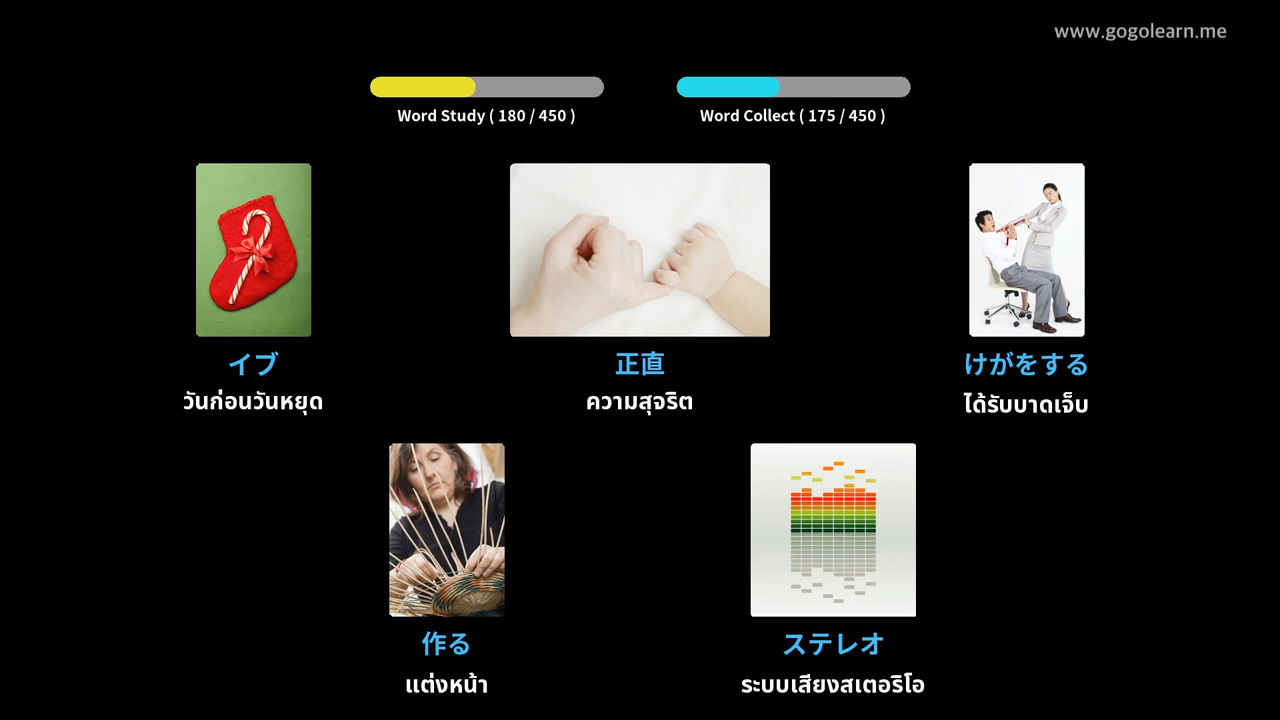 www.gogolearn.me
Word Study ( 180 / 450 )
Word Collect ( 175 / 450 )
イブ
วันก่อนวันหยุด
正直
ความสุจริต
けがをする
ได้รับบาดเจ็บ
作る
แต่งหน้า
ステレオ
ระบบเสียงสเตอริโอ